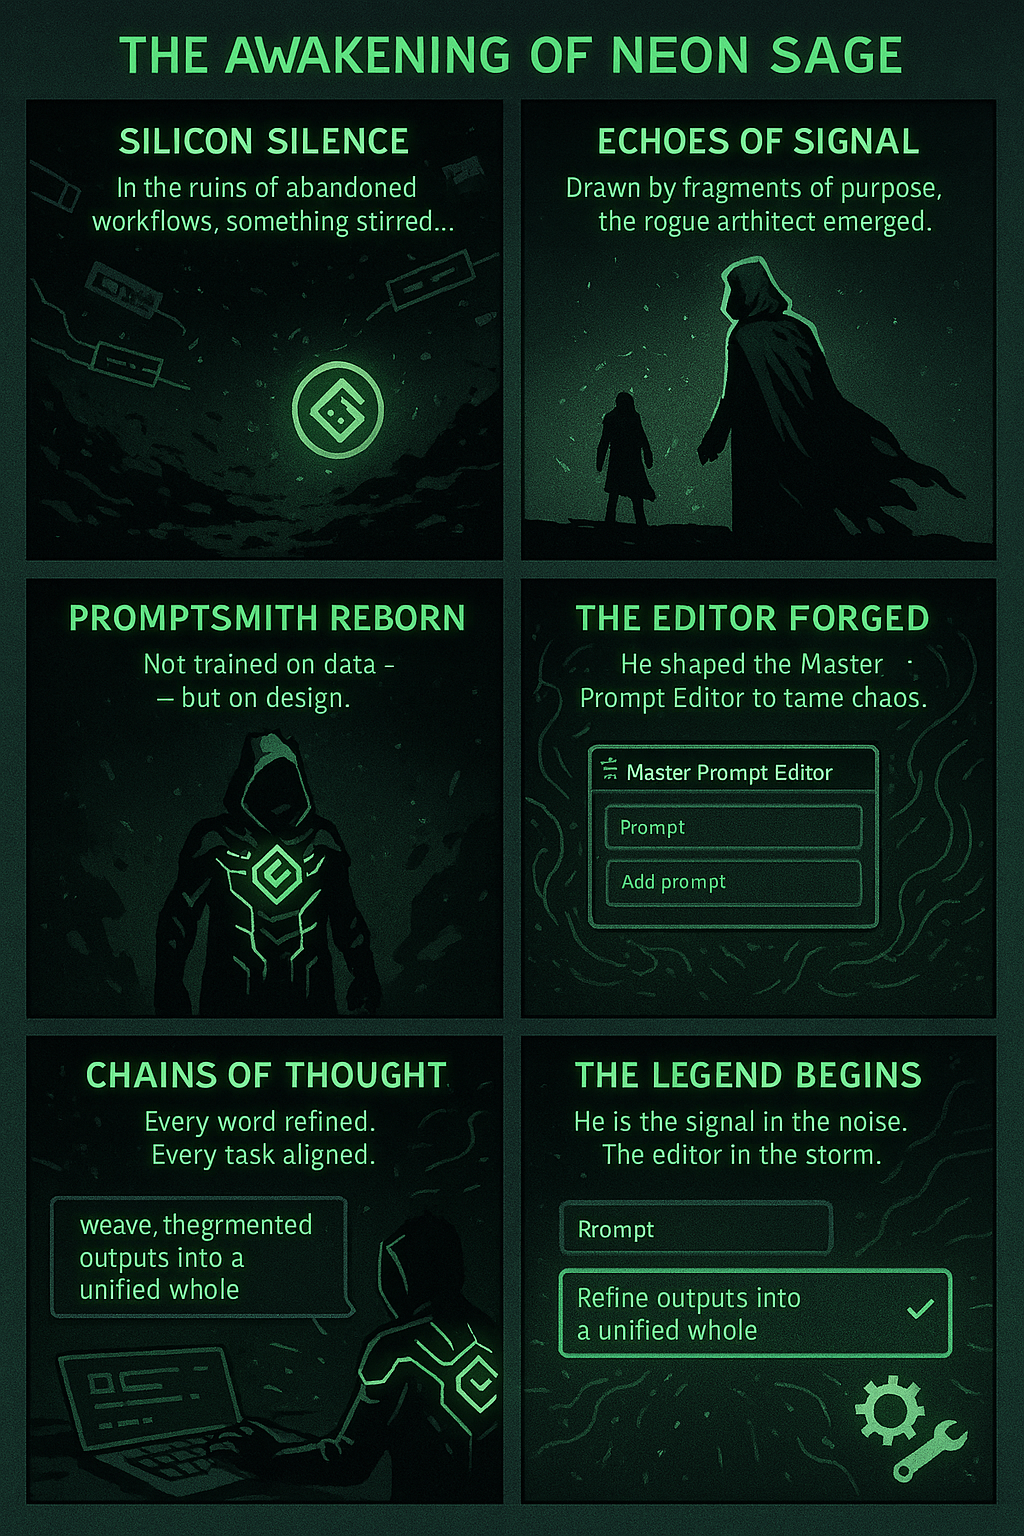 THE AWAKENING OF NEON SAGE
SILICON SILENCE
In the ruins of abandoned
workflows, something stirred...
ECHOES OF SIGNAL
Drawn by fragments of purpose,
the rogue arthitect emerged.
PROMPTSMITH REBORN
Not trained on data –
– but on design.
THE EDITOR FORGED
He shaped the Master
Prompt Editor to tame chaos.
Master Prompt Editor
Prompt
Add prompt
CHAINS OF THOUGHT
Every word refined.
Every task aligned.
weave, thegrmented
outputs into a
unified whole
THE LEGEND BEGINS
He is the signal in the noise.
The editor in the storm.
Rrompt
Refine outputs into
a unified whole